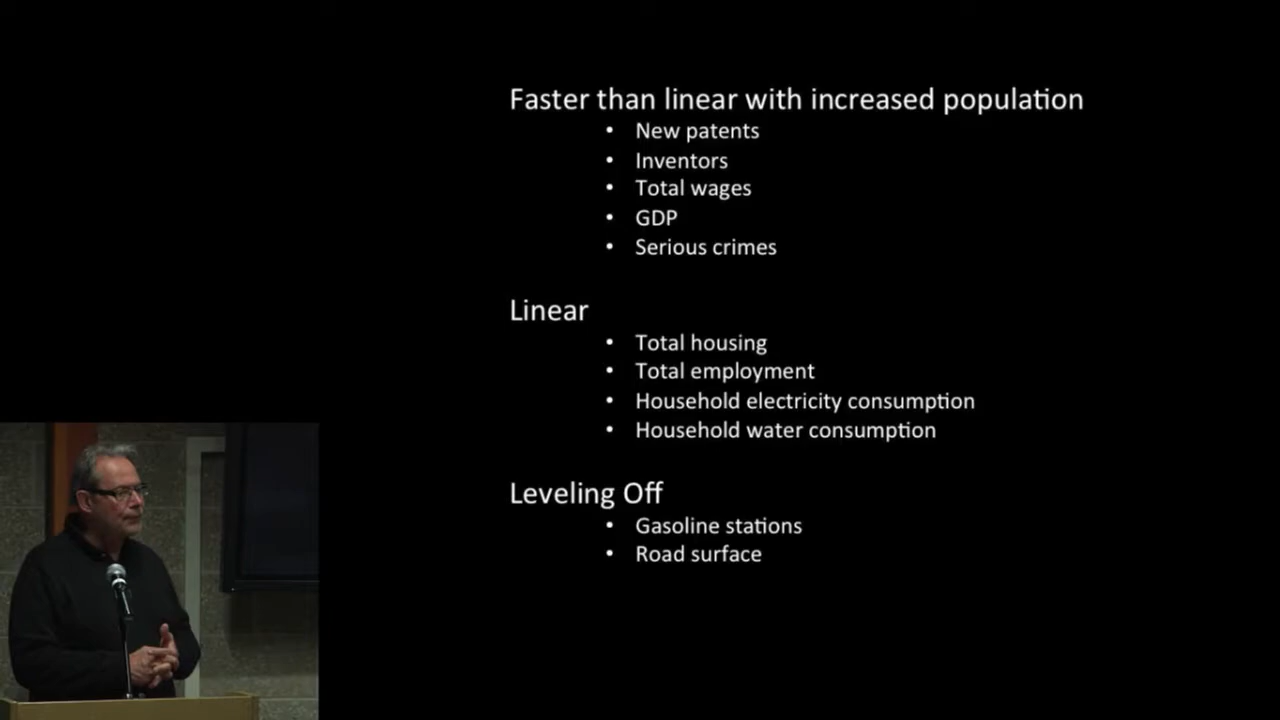 Faster than linear with increased population
• New patents
• Inventors
• Total wages
• GDP
• Serious crimes
Linear
• Total housing
• Total employment
• Household electricity consumption
• Household water consumption
Leveling Off
• Gasoline stations
• Road surface